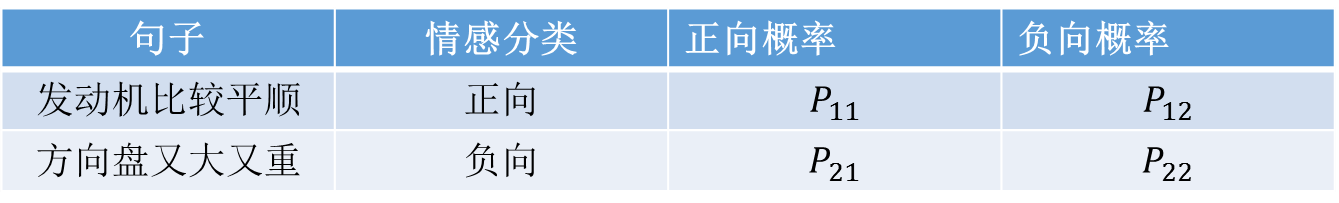 句子 情感分类 正向概率 负向概率
发动机比较平顺 正向 P₁₁ P₁₂
方向盘又大又重 负向 P₂₁ P₂₂